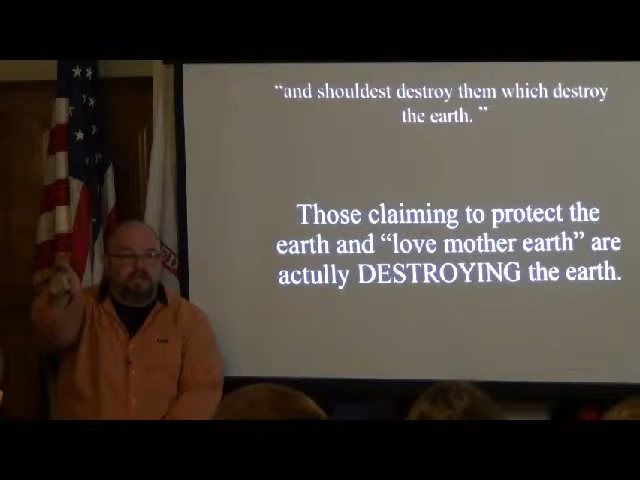 "and shouldest destroy them which destroy
the earth. "
Those claiming to protect the
earth and “love mother earth” are
actully DESTROYING the earth.